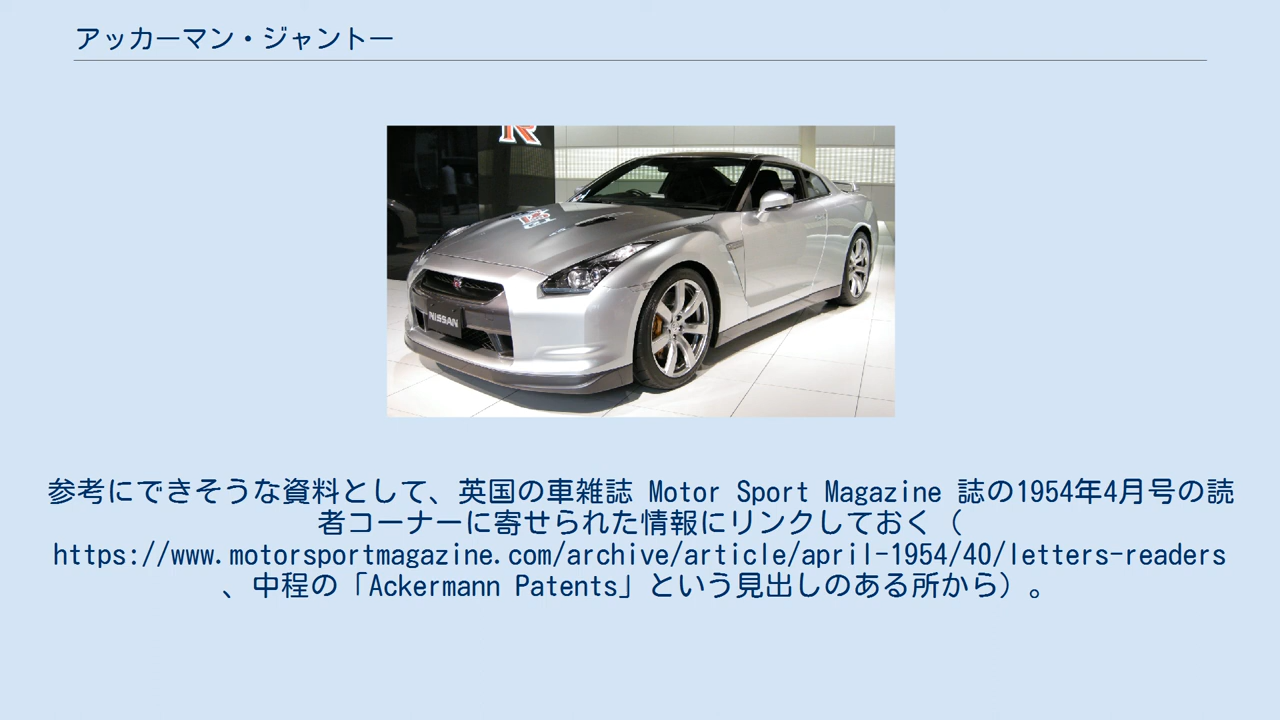 アッカーマン・ジャントー
R
NISSAN
参考にできそうな資料として、英国の車雑誌 Motor Sport Magazine 誌の1954年4月号の読
者コーナーに寄せられた情報にリンクしておく（
https://www.motorsportmagazine.com/archive/article/april-1954/40/letters-readers
、中程の「Ackermann Patents」という見出しのある所から）。